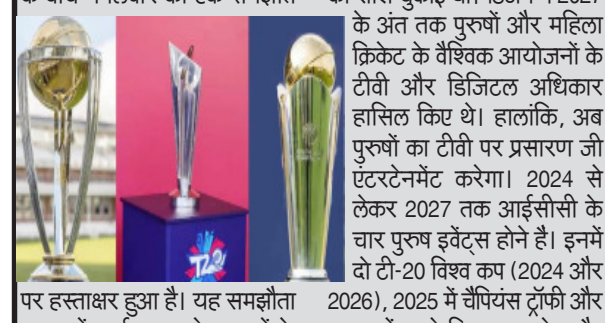 के अंत तक पुरुषों और महिला
क्रिकेट के वैश्विक आयोजनों के
टीवी और डिजिटल अधिकार
हासिल किए थे। हालांकि, अब
पुरुषों का टीवी पर प्रसारण जी
एंटरटेनमेंट करेगा। 2024 से
लेकर 2027 तक आईसीसी के
चार पुरुष इवेंट्स होने है। इनमें
दो टी-20 विश्व कप (2024 और
2026), 2025 में चैंपियंस ट्रॉफी और
T20
पर हस्ताक्षर हुआ है। यह समझौता